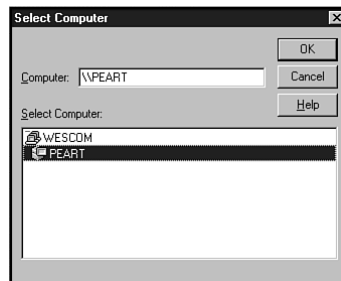 Select Computer
OK
Computer: \\PEART
Cancel
Help
Select Computer:
WESCOM
PEART